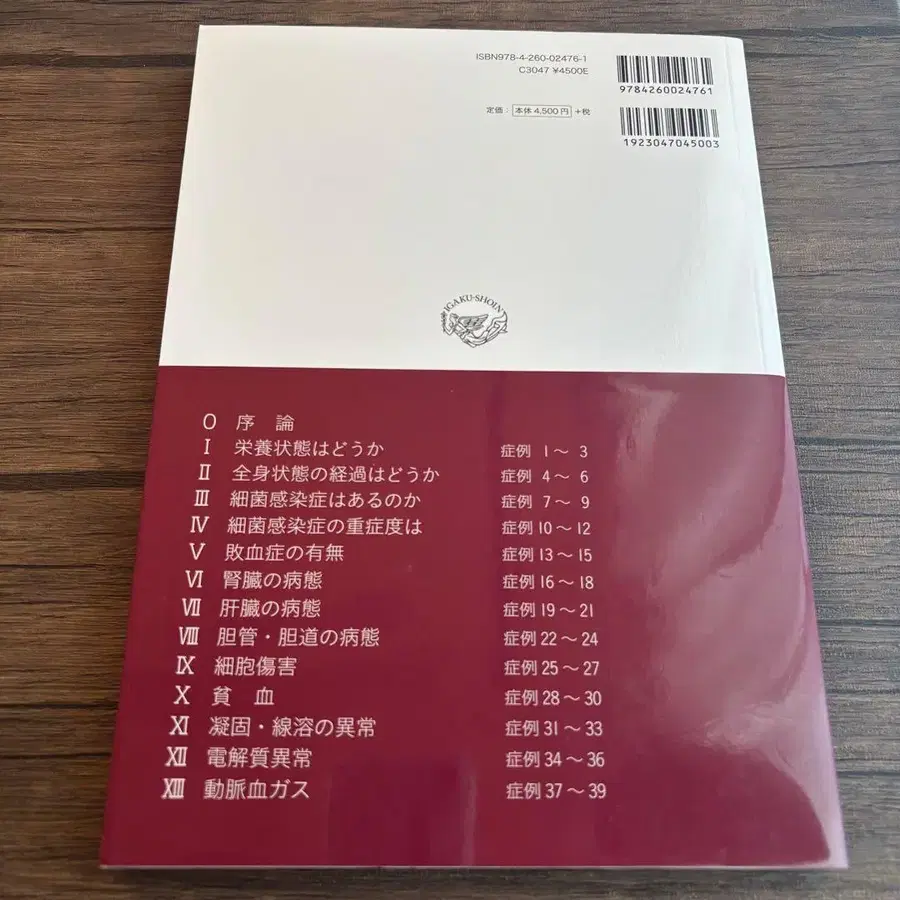 ISBN978-4-260-02476-1
C3047 ¥4500E
9784260024761
定価：本体 4,500円 +税
1923047045003
IGAKU-SHOIN
0 序 論
Ⅰ 栄養状態はどうか 症例 1〜 3
Ⅱ 全身状態の経過はどうか 症例 4〜 6
Ⅲ 細菌感染症はあるのか 症例 7〜 9
Ⅳ 細菌感染症の重症度は 症例 10〜12
Ⅴ 敗血症の有無 症例 13〜15
Ⅵ 腎臓の病態 症例 16〜18
Ⅶ 肝臓の病態 症例 19〜21
Ⅷ 胆管・胆道の病態 症例 22〜24
Ⅸ 細胞傷害 症例 25〜27
Ⅹ 貧 血 症例 28〜30
Ⅺ 凝固・線溶の異常 症例 31〜33
Ⅻ 電解質異常 症例 34〜36
XIII 動脈血ガス 症例 37〜39